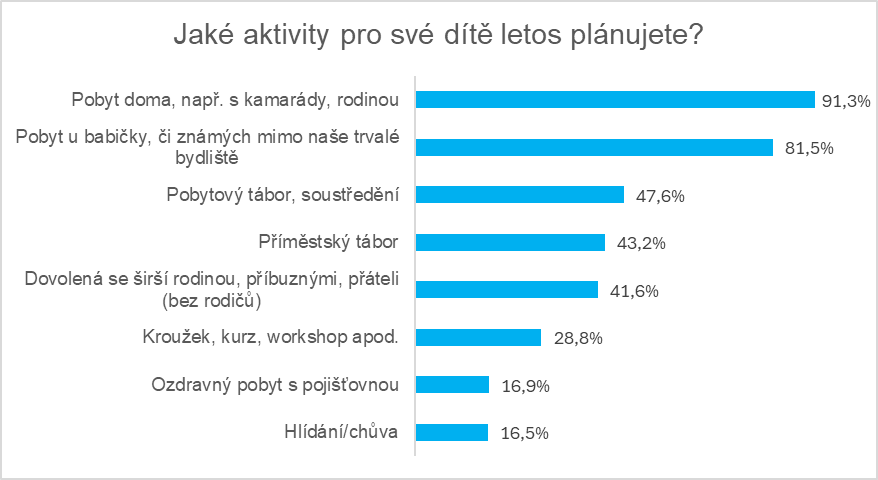 Jaké aktivity pro své dítě letos plánujete?
Pobyt doma, např. s kamarády, rodinou
91,3%
Pobyt u babičky, či známých mimo naše trvalé
bydliště
81,5%
Pobytový tábor, soustředění
47,6%
Příměstský tábor
43,2%
Dovolená se širší rodinou, příbuznými, přáteli
(bez rodičů)
41,6%
Kroužek, kurz, workshop apod.
28,8%
Ozdravný pobyt s pojišťovnou
16,9%
Hlídání/chůva
16,5%